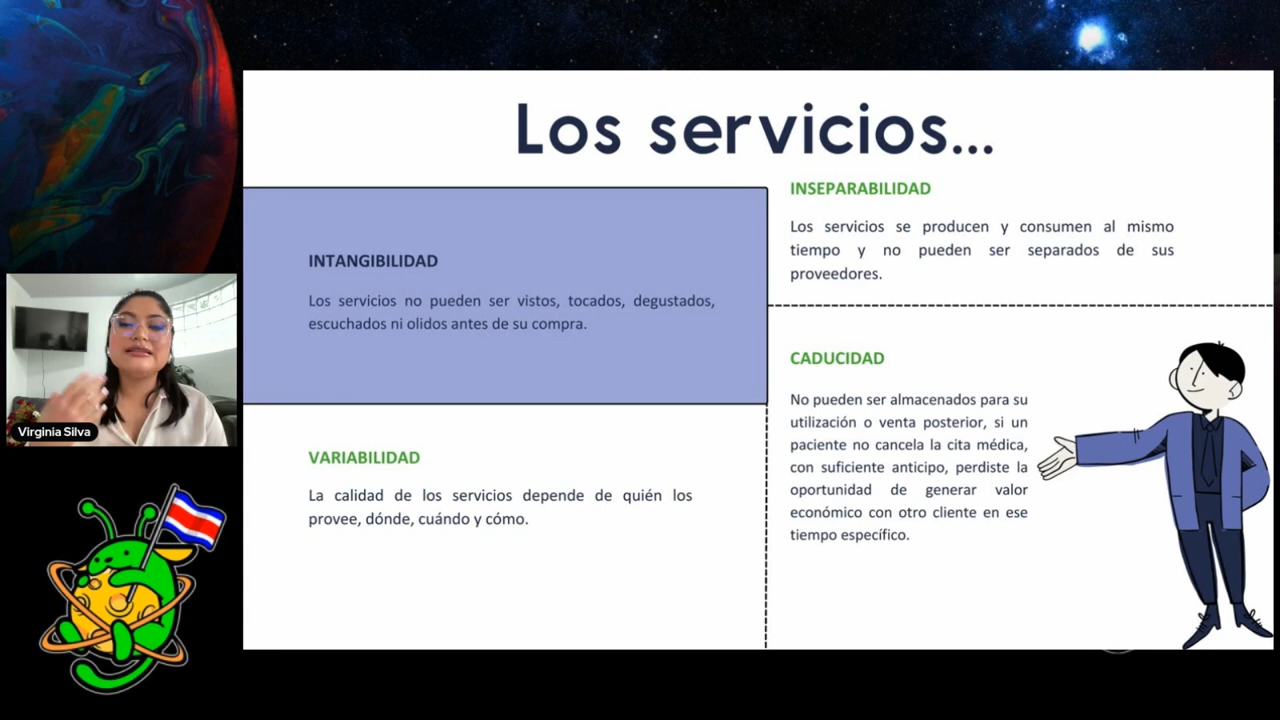 Los servicios...
INTANGIBILIDAD
Los servicios no pueden ser vistos, tocados, degustados,
escuchados ni olidos antes de su compra.
VARIABILIDAD
La calidad de los servicios depende de quién los
provee, dónde, cuándo y cómo.
INSEPARABILIDAD
Los servicios se producen y consumen al mismo
tiempo y no pueden ser separados de sus
proveedores.
CADUCIDAD
No pueden ser almacenados para su
utilización o venta posterior, si un
paciente no cancela la cita médica,
con suficiente anticipo, perdiste la
oportunidad de generar valor
económico con otro cliente en ese
tiempo específico.
Virginia Silva